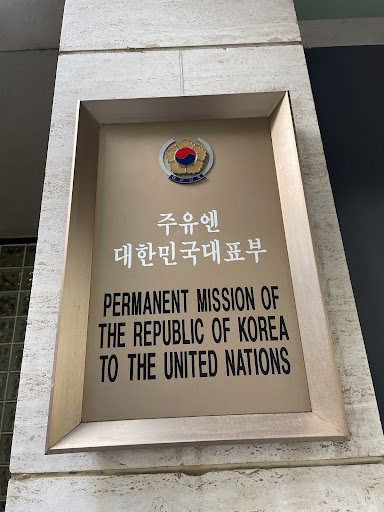 주유엔
대한민국대표부
PERMANENT MISSION OF
THE REPUBLIC OF KOREA
TO THE UNITED NATIONS